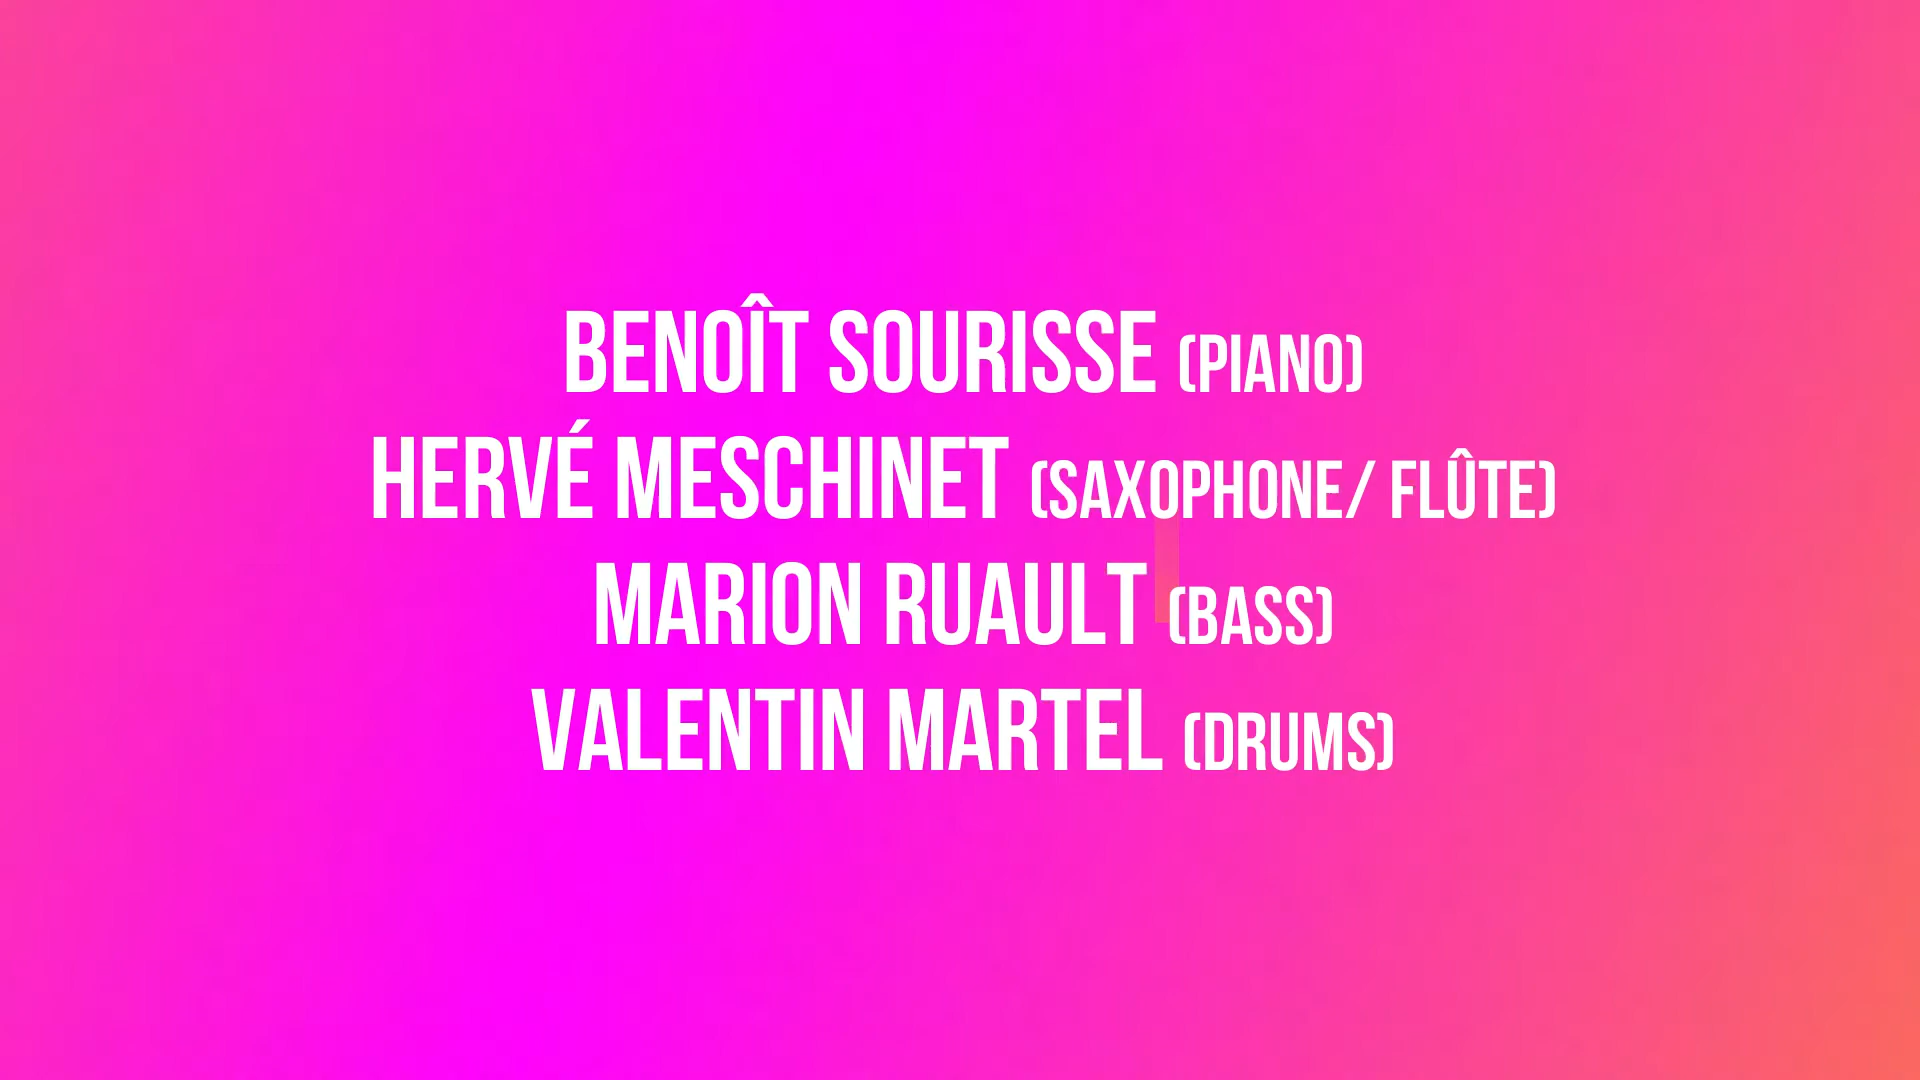 BENOÎT SOURISSE (PIANO)
HERVÉ MESCHINET (SAXOPHONE/ FLÛTE)
MARION RUAULT (BASS)
VALENTIN MARTEL (DRUMS)